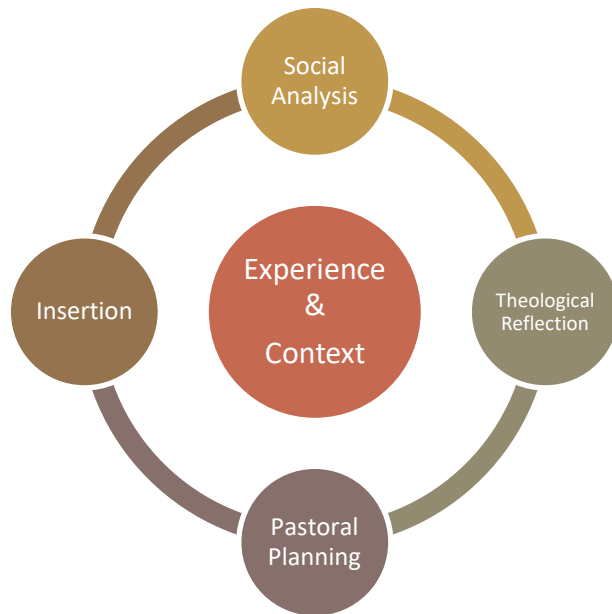 Social
Analysis
Experience
&
Context
Insertion
Theological
Reflection
Pastoral
Planning